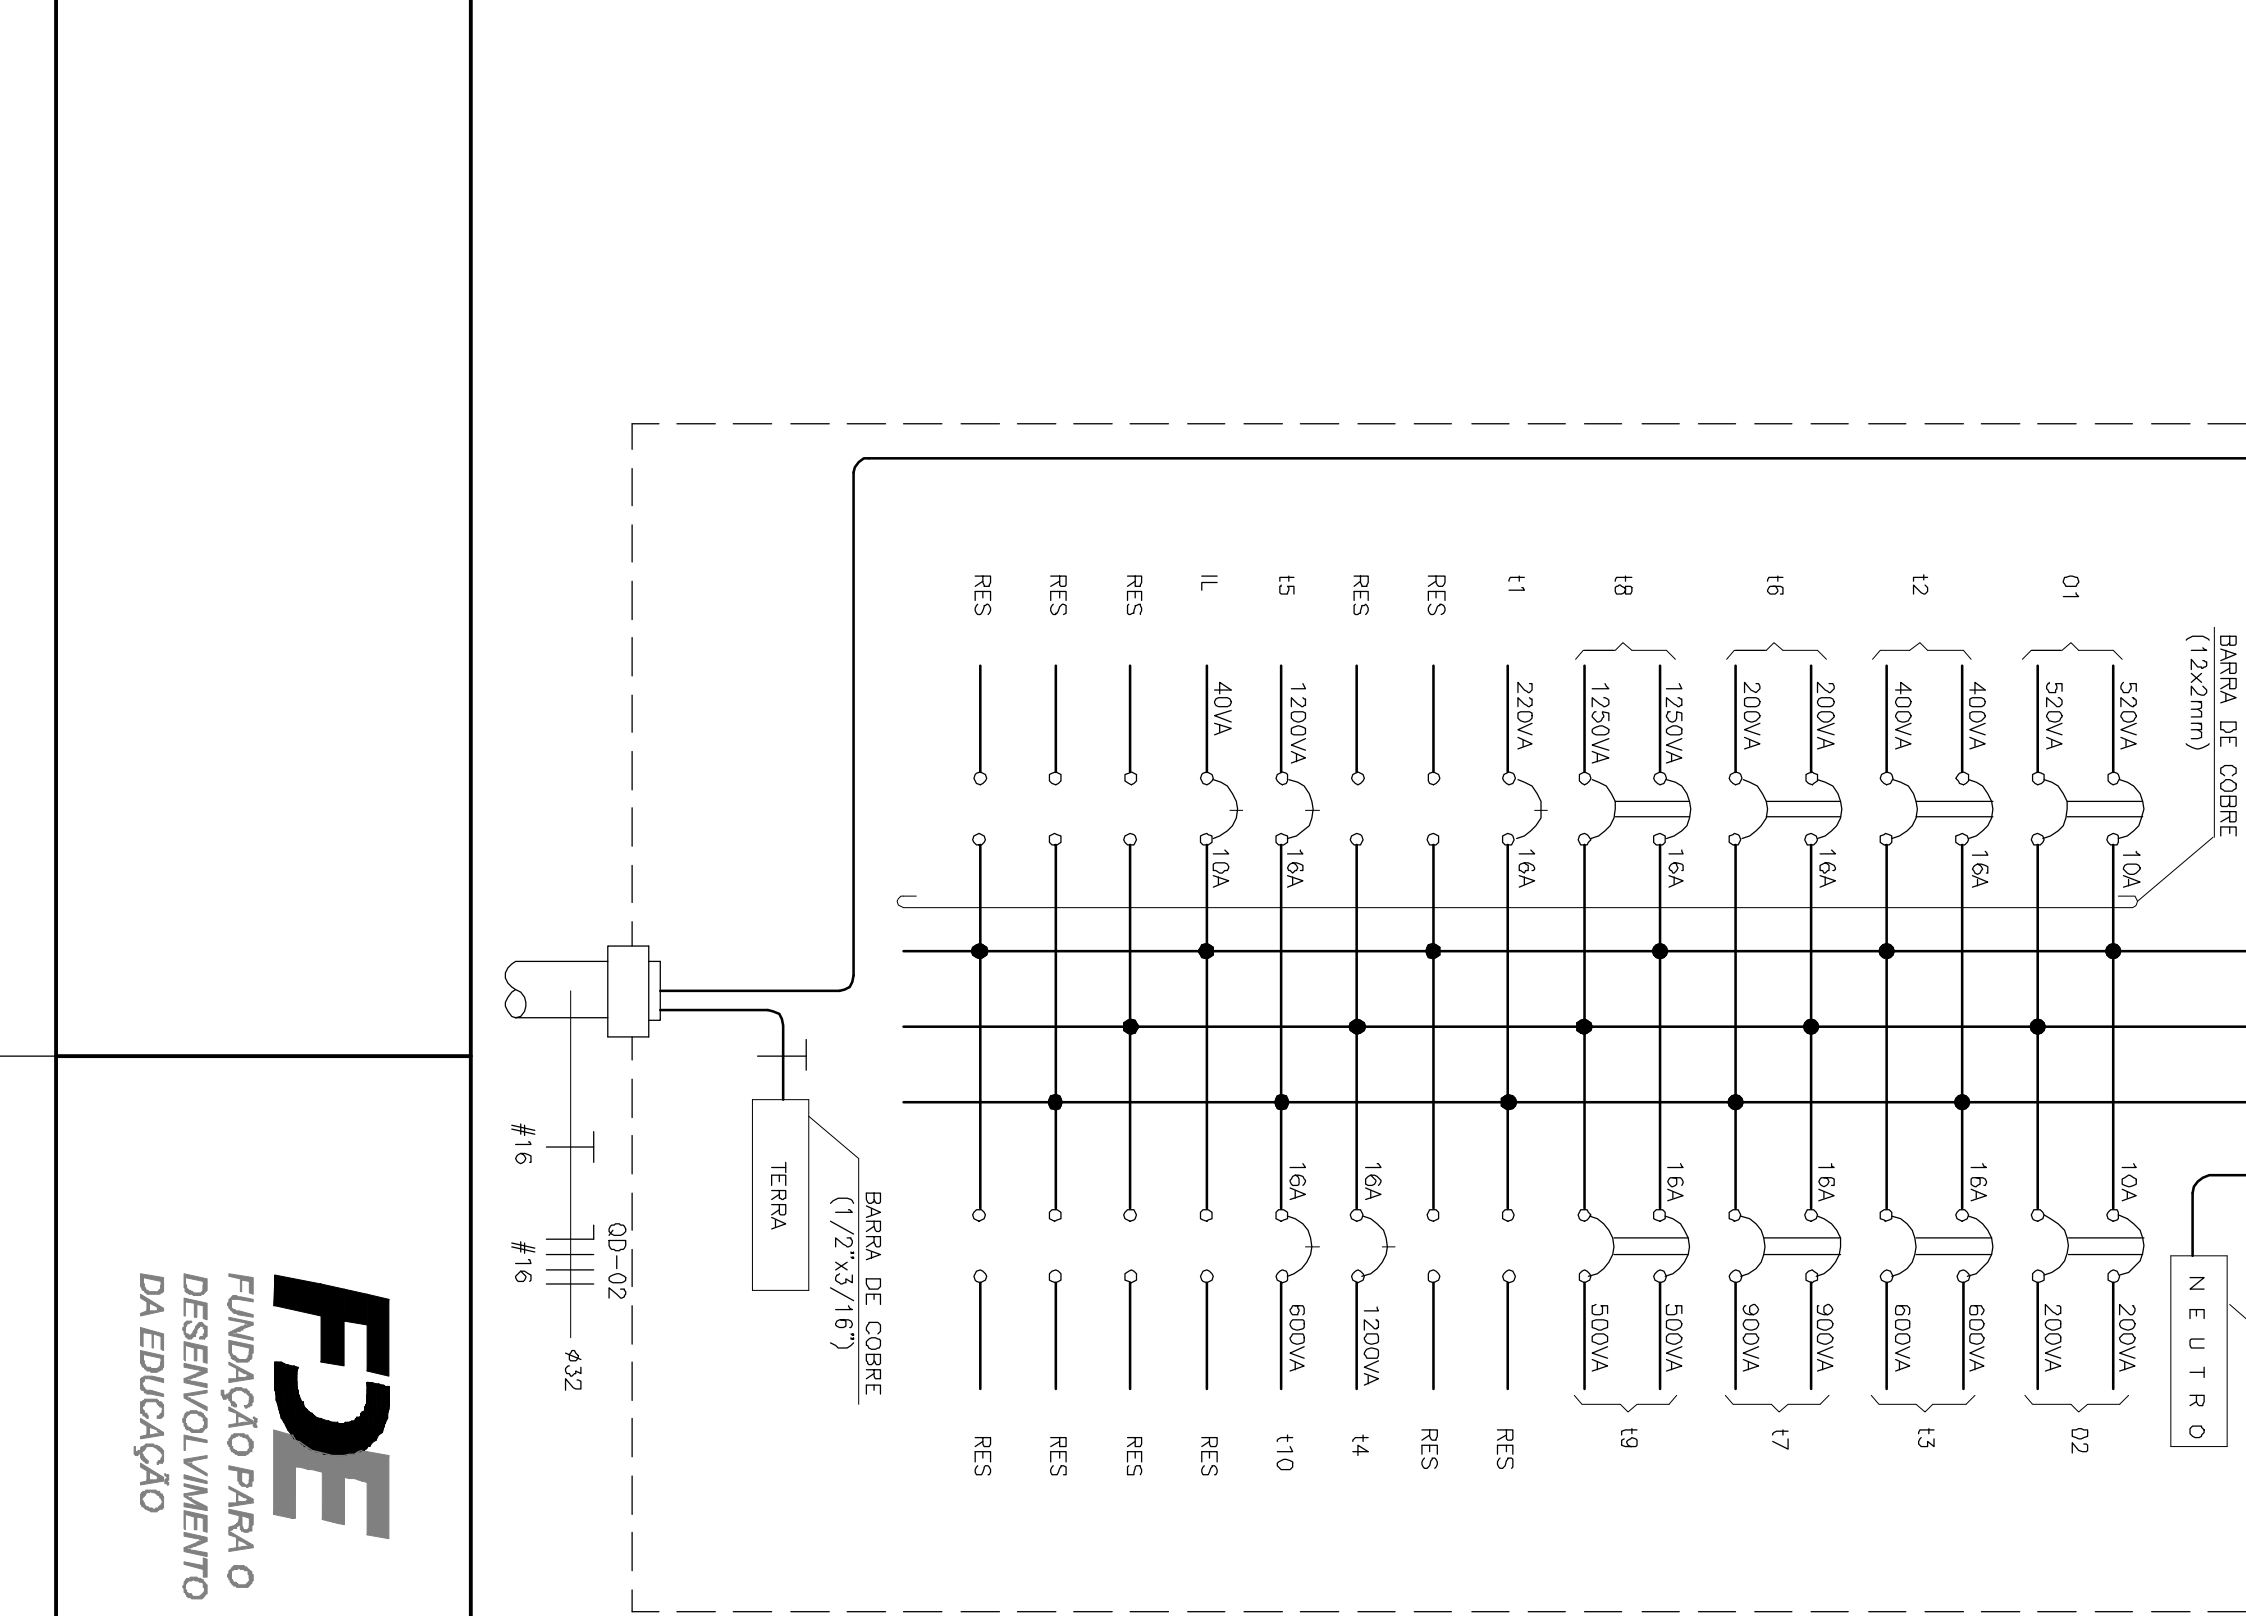 BARRA DE COBRE
(12x2mm)
01
520VA
520VA
10A
t2
400VA
400VA
16A
t6
200VA
200VA
16A
t8
1250VA
1250VA
16A
t1
220VA
16A
RES
RES
t5
1200VA
16A
IL
40VA
10A
RES
RES
RES
N E U T R O
10A
200VA
200VA
02
16A
600VA
600VA
t3
16A
900VA
900VA
t7
16A
500VA
500VA
t9
RES
RES
16A
1200VA
t4
16A
600VA
t10
RES
RES
RES
RES
BARRA DE COBRE
(1/2"x3/16")
TERRA
QD-02
#16
#16
ϕ32
FDE
FUNDAÇÃO PARA O
DESENVOLVIMENTO
DA EDUCAÇÃO